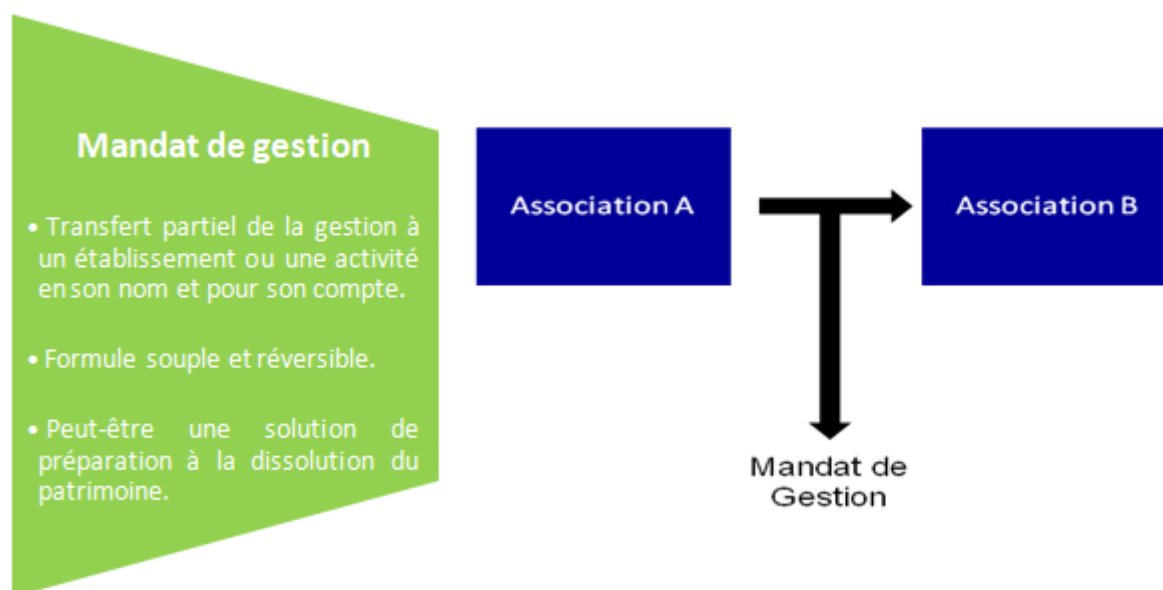 Mandat de gestion
• Transfert partiel de la gestion à
un établissement ou une activité
en son nom et pour son compte.
• Formule souple et réversible.
• Peut-être une solution de
préparation à la dissolution du
patrimoine.
Association A
Association B
Mandat de
Gestion